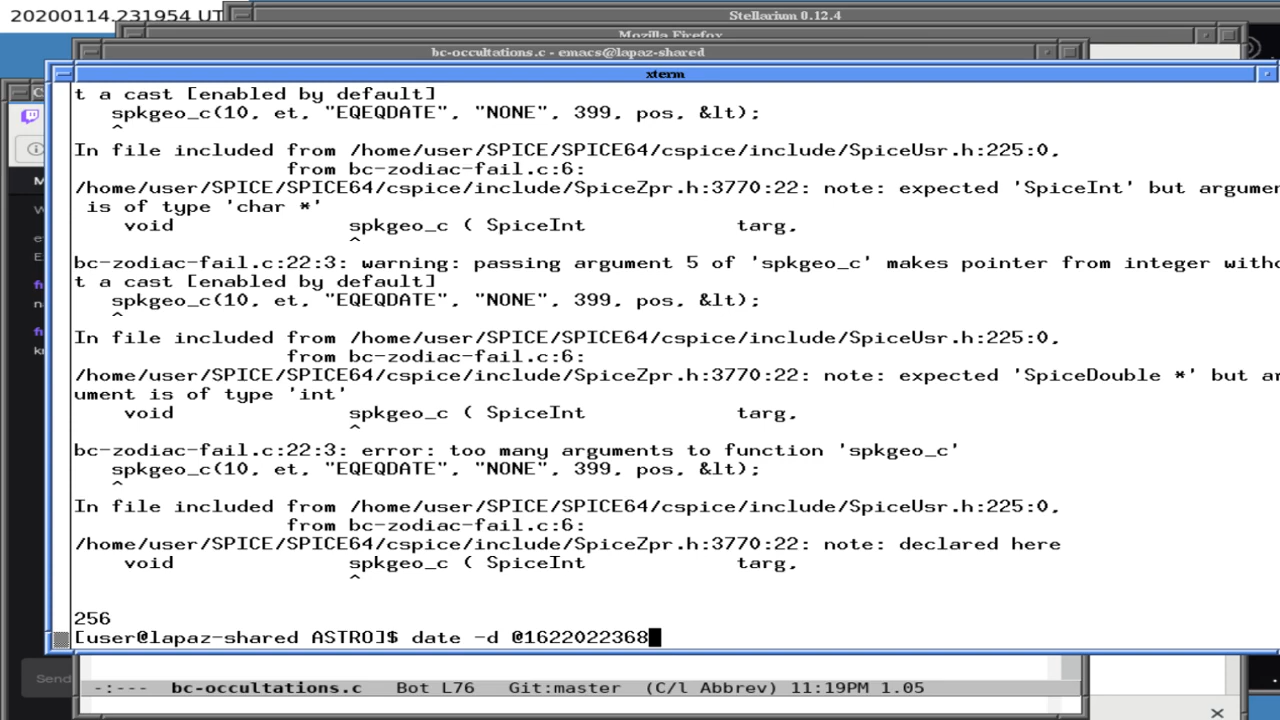 20200114.231954 UT
Stellarium 0.12.4
Mozilla Firefox
bc-occultations.c - emacs@lapaz-shared
xterm
t a cast [enabled by default]
spkgeo_c(10, et, "EQEQDATE", "NONE", 399, pos, &lt);
^
In file included from /home/user/SPICE/SPICE64/cspice/include/SpiceUsr.h:225:0,
from bc-zodiac-fail.c:6:
/home/user/SPICE/SPICE64/cspice/include/SpiceZpr.h:3770:22: note: expected 'SpiceInt' but argumen
is of type 'char *'
void spkgeo_c ( SpiceInt targ,
^
bc-zodiac-fail.c:22:3: warning: passing argument 5 of 'spkgeo_c' makes pointer from integer witho
t a cast [enabled by default]
spkgeo_c(10, et, "EQEQDATE", "NONE", 399, pos, &lt);
^
In file included from /home/user/SPICE/SPICE64/cspice/include/SpiceUsr.h:225:0,
from bc-zodiac-fail.c:6:
/home/user/SPICE/SPICE64/cspice/include/SpiceZpr.h:3770:22: note: expected 'SpiceDouble *' but ar
ument is of type 'int'
void spkgeo_c ( SpiceInt targ,
^
bc-zodiac-fail.c:22:3: error: too many arguments to function 'spkgeo_c'
spkgeo_c(10, et, "EQEQDATE", "NONE", 399, pos, &lt);
^
In file included from /home/user/SPICE/SPICE64/cspice/include/SpiceUsr.h:225:0,
from bc-zodiac-fail.c:6:
/home/user/SPICE/SPICE64/cspice/include/SpiceZpr.h:3770:22: note: declared here
void spkgeo_c ( SpiceInt targ,
^
256
[user@lapaz-shared ASTRO]$ date -d @1622022368
Send
-:--- bc-occultations.c Bot L76 Git:master (C/l Abbrev) 11:19PM 1.05